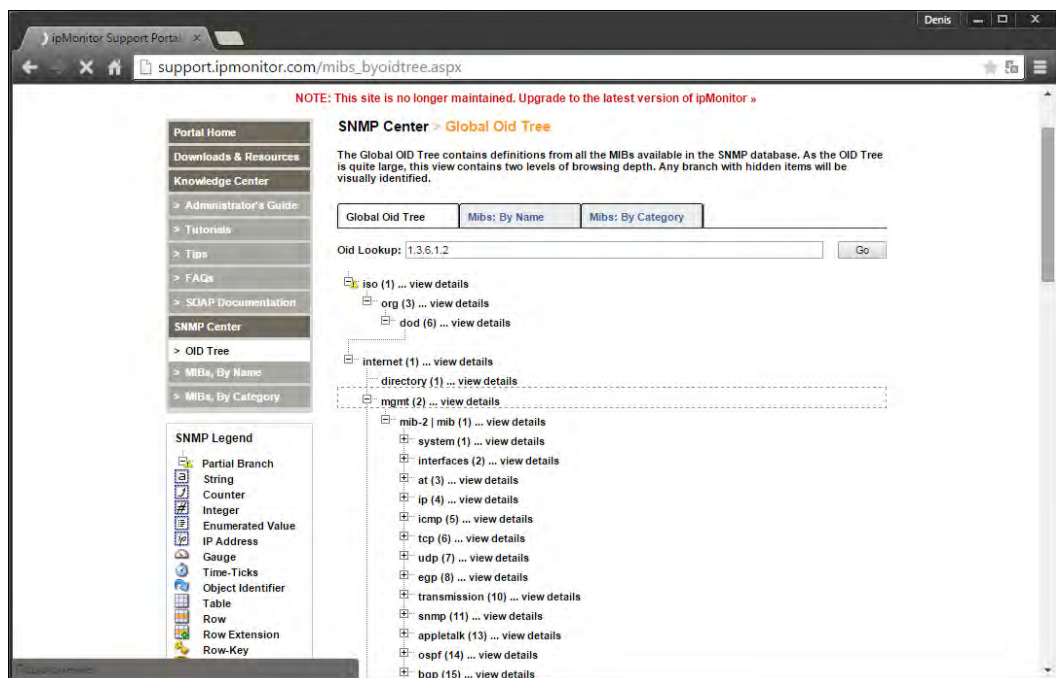 Denis
ipMonitor Support Portal
support.ipmonitor.com/mibs_byoidtree.aspx
NOTE: This site is no longer maintained. Upgrade to the latest version of ipMonitor »
Portal Home
Downloads & Resources
Knowledge Center
> Administrator's Guide
> Tutorials
> Tips
> FAQs
> SOAP Documentation
SNMP Center
> OID Tree
> MIBs, By Name
> MIBs, By Category
SNMP Legend
Partial Branch
String
Counter
Integer
Enumerated Value
IP Address
Gauge
Time-Ticks
Object Identifier
Table
Row
Row Extension
Row-Key
SNMP Center > Global Oid Tree
The Global OID Tree contains definitions from all the MIBs available in the SNMP database. As the OID Tree
is quite large, this view contains two levels of browsing depth. Any branch with hidden items will be
visually identified.
Global Oid Tree
Mibs: By Name
Mibs: By Category
Oid Lookup: 1.3.6.1.2
Go
iso (1) ... view details
org (3) ... view details
dod (6) ... view details
internet (1) ... view details
directory (1) ... view details
mgmt (2) ... view details
mib-2 | mib (1) ... view details
system (1) ... view details
interfaces (2) ... view details
at (3) ... view details
ip (4) ... view details
icmp (5) ... view details
tcp (6) ... view details
udp (7) ... view details
egp (8) ... view details
transmission (10) ... view details
snmp (11) ... view details
appletalk (13) ... view details
ospf (14) ... view details
bgp (15) ... view details